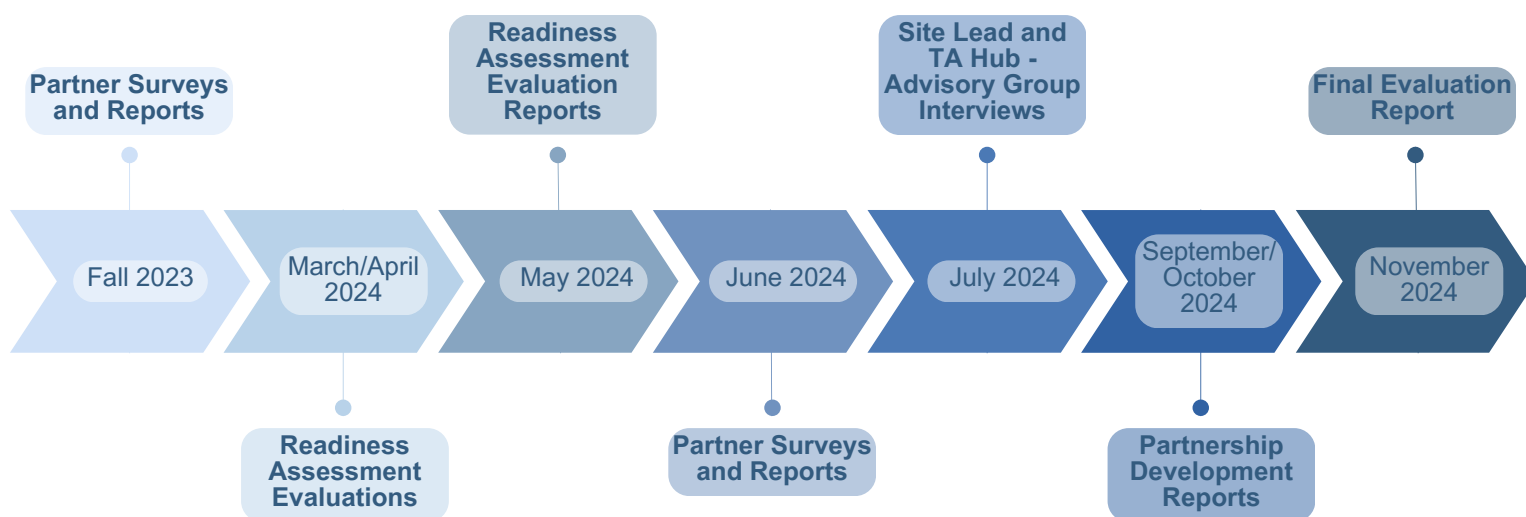 Partner Surveys
and Reports
Readiness
Assessment
Evaluation
Reports
Site Lead and
TA Hub -
Advisory Group
Interviews
Final Evaluation
Report
Fall 2023
March/April
2024
May 2024
June 2024
July 2024
September/
October
2024
November
2024
Readiness
Assessment
Evaluations
Partner Surveys
and Reports
Partnership
Development
Reports